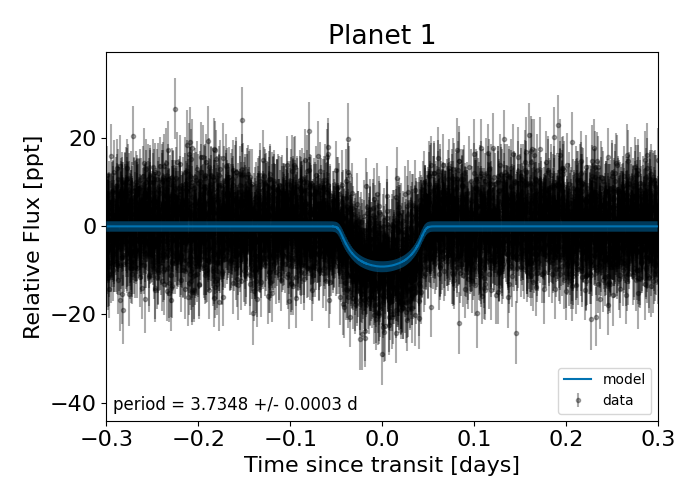 Planet 1
Relative Flux [ppt]
20
0
−20
−40
period = 3.7348 +/- 0.0003 d
model
data
−0.3 −0.2 −0.1 0.0 0.1 0.2 0.3
Time since transit [days]